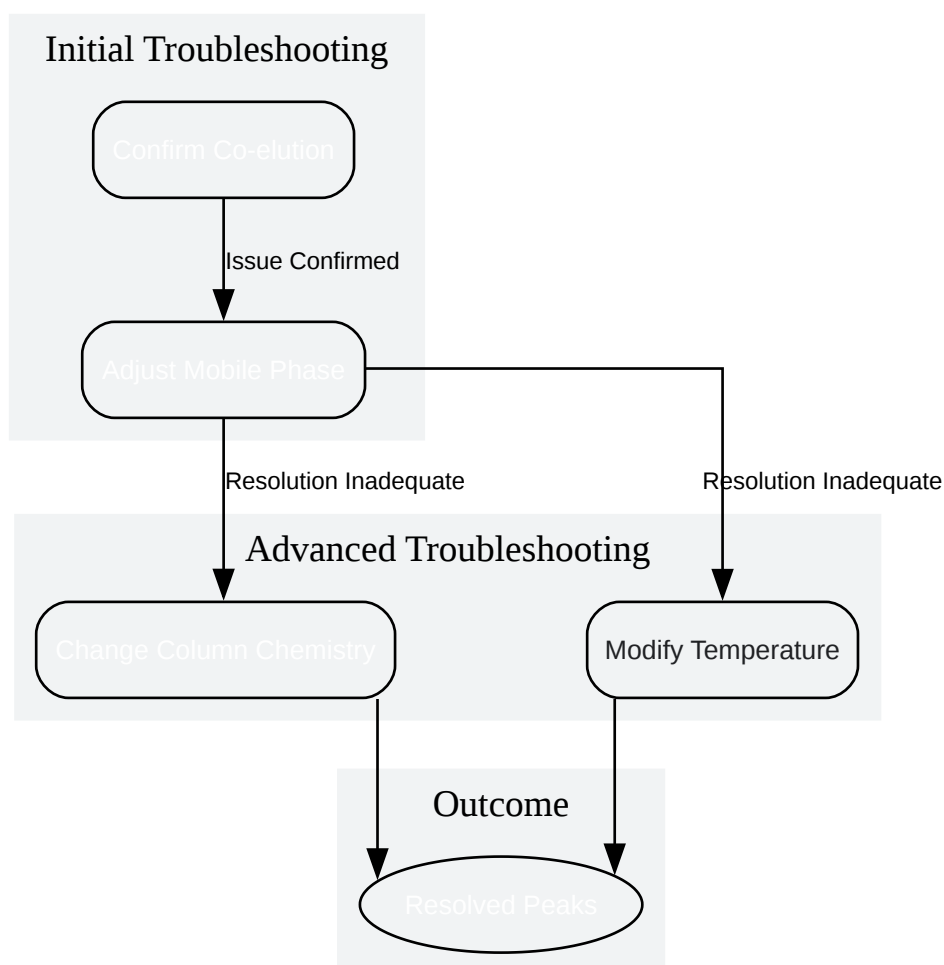 Initial Troubleshooting
Confirm Co-elution
Issue Confirmed
Adjust Mobile Phase
Resolution Inadequate
Resolution Inadequate
Advanced Troubleshooting
Change Column Chemistry
Modify Temperature
Outcome
Resolved Peaks